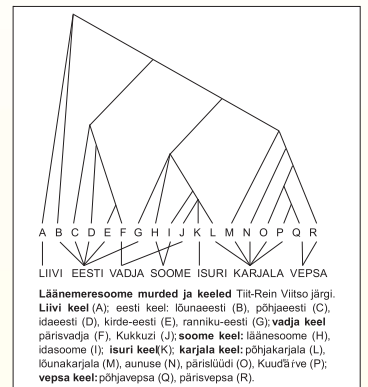 A B C D E F G H I J K L M N O P Q R
LIIVI EESTI VADJA SOOME ISURI KARJALA VEPSA
Läänemeresoome murded ja keeled Tiit-Rein Viitso järgi.
Liivi keel (A); eesti keel: lõunaeesti (B), põhjaeesti (C),
idaeesti (D), kirde-eesti (E), ranniku-eesti (G); vadja keel
pärisvadja (F), Kukkuzi (J); soome keel: läänesoome (H),
idasoome (I); isuri keel(K); karjala keel: põhjakarjala (L),
lõunakarjala (M), aunuse (N), pärislüüdi (O), Kuud'ärve (P);
vepsa keel: põhjavepsa (Q), pärisvepsa (R).